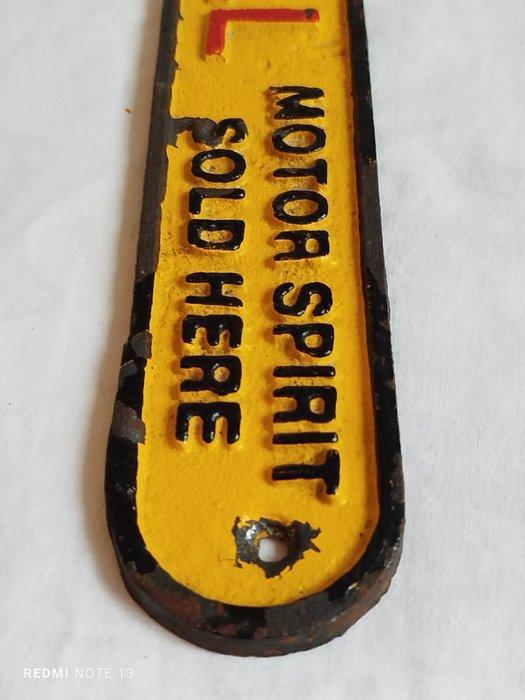 L
MOTOR SPIRIT
SOLD HERE
REDMI NOTE 13